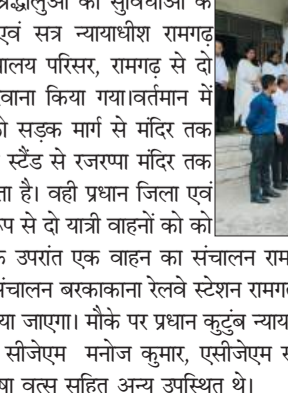 श्रद्धालुओं की सुविधाओं के
एवं सत्र न्यायाधीश रामगढ़
ालय परिसर, रामगढ़ से दो
वाना किया गया।वर्तमान में
सड़क मार्ग से मंदिर तक
स्टैंड से रजरप्पा मंदिर तक
ता है। वही प्रधान जिला एवं
रूप से दो यात्री वाहनों को को
के उपरांत एक वाहन का संचालन राम
संचालन बरकाकाना रेलवे स्टेशन रामग
या जाएगा। मौके पर प्रधान कुटुंब न्याय
सीजेएम मनोज कुमार, एसीजेएम
षा वत्स सहित अन्य उपस्थित थे।